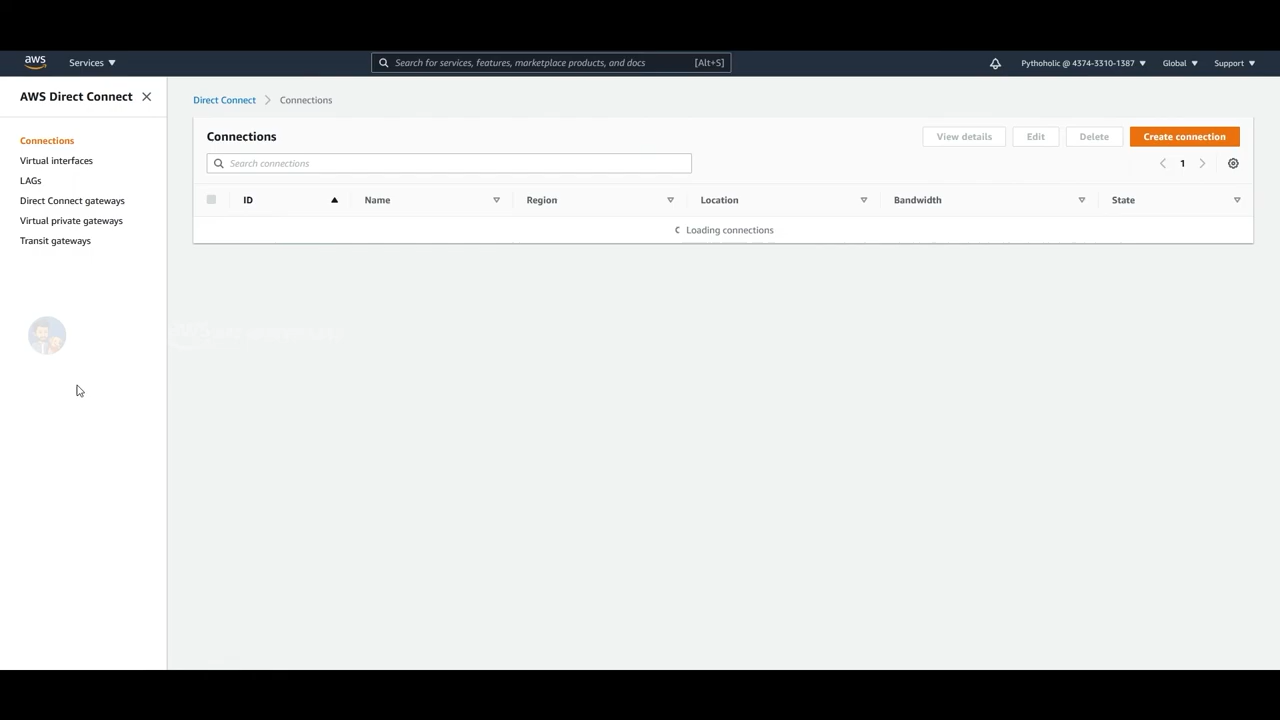 aws Services Search for services, features, marketplace products, and docs [Alt+S] Pythoholic @ 4374-3310-1387 Global Support
AWS Direct Connect
Connections
Virtual interfaces
LAGs
Direct Connect gateways
Virtual private gateways
Transit gateways
Direct Connect > Connections
Connections View details Edit Delete Create connection
Search connections 1
ID Name Region Location Bandwidth State
Loading connections